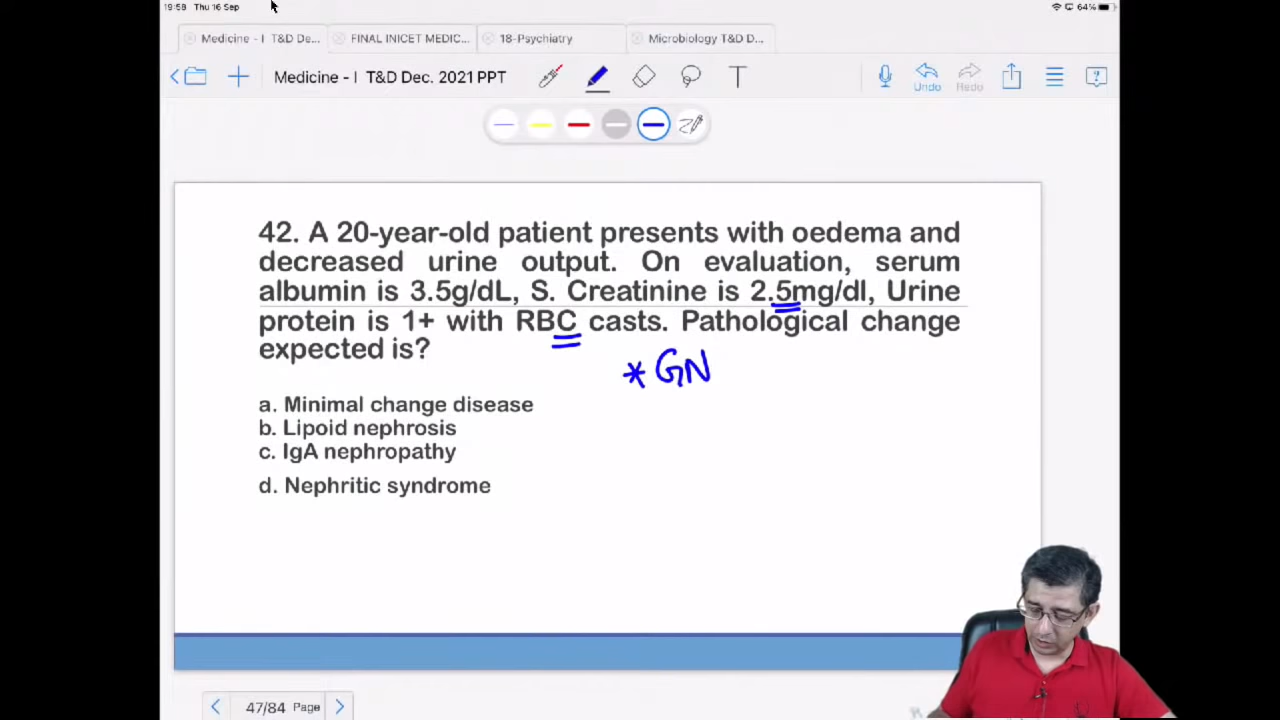 19:58 Thu 16 Sep
64%
Medicine - I T&D De...
FINAL INICET MEDIC...
18-Psychiatry
Microbiology T&D D...
Medicine - I T&D Dec. 2021 PPT
T
Undo
Redo
?
42. A 20-year-old patient presents with oedema and
decreased urine output. On evaluation, serum
albumin is 3.5g/dL, S. Creatinine is 2.5mg/dl, Urine
protein is 1+ with RBC casts. Pathological change
expected is?
* GN
a. Minimal change disease
b. Lipoid nephrosis
c. IgA nephropathy
d. Nephritic syndrome
47/84 Page